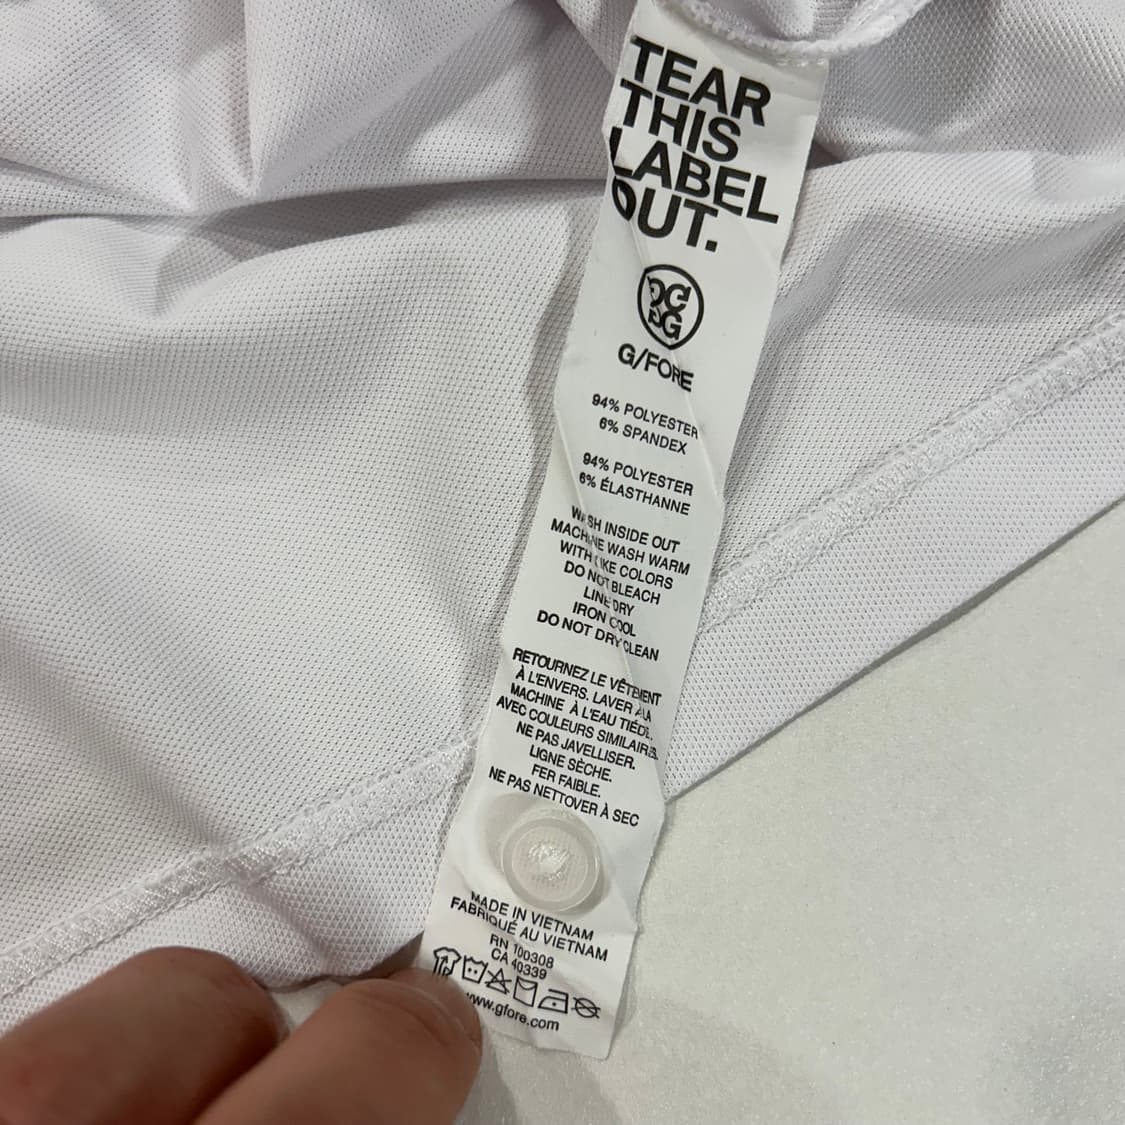 TEAR
THIS
LABEL
OUT.
G/FORE
94% POLYESTER
6% SPANDEX
94% POLYESTER
6% ÉLASTHANNE
WASH INSIDE OUT
MACHINE WASH WARM
WITH LIKE COLORS
DO NOT BLEACH
LINE DRY
IRON COOL
DO NOT DRY CLEAN
RETOURNEZ LE VÊTEMENT
À L'ENVERS. LAVER À LA
MACHINE À L'EAU TIÉDE.
AVEC COULEURS SIMILAIRES.
NE PAS JAVELLISER.
LIGNE SÈCHE.
FER FAIBLE.
NE PAS NETTOVER À SEC
MADE IN VIETNAM
FABRIQUÉ AU VIETNAM
RN 100308
CA 40339
www.gfore.com